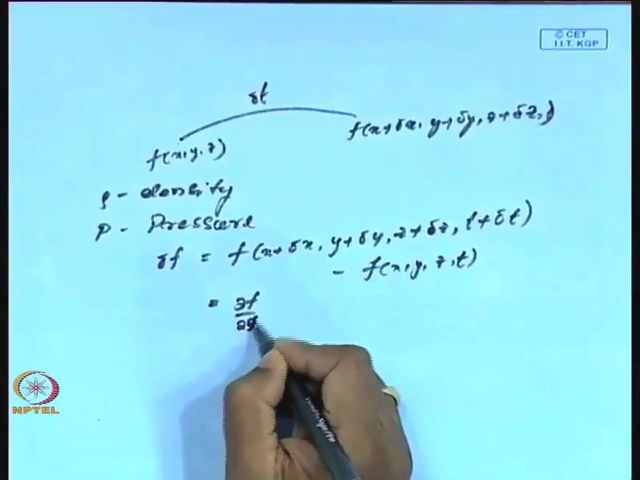 © CET
I.I.T. KGP
δt
f(x, y, z)
f(x+δx, y+δy, z+δz, )
ρ - density
P - Pressure
δf = f(x+δx, y+δy, z+δz, t+δt)
- f(x, y, z, t)
= ∂f
NPTEL